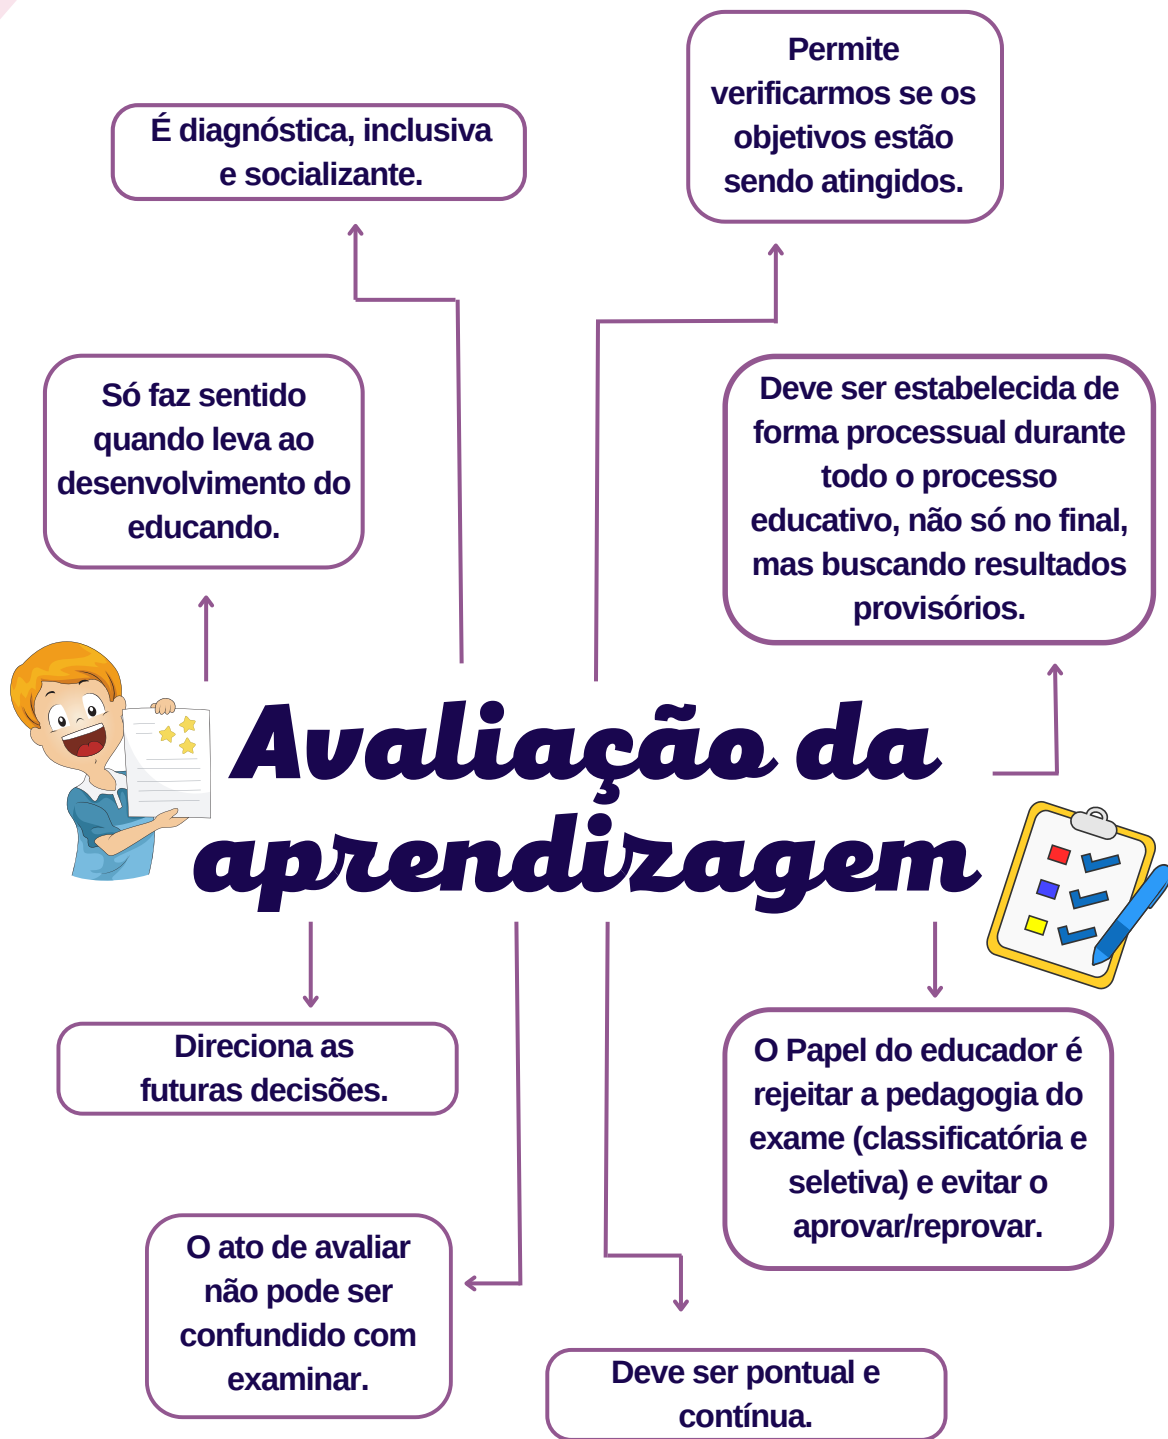 Permite
verificarmos se os
objetivos estão
sendo atingidos.
É diagnóstica, inclusiva
e socializante.
Só faz sentido
quando leva ao
desenvolvimento do
educando.
Deve ser estabelecida de
forma processual durante
todo o processo
educativo, não só no final,
mas buscando resultados
provisórios.
Avaliação da
aprendizagem
Direciona as
futuras decisões.
O Papel do educador é
rejeitar a pedagogia do
exame (classificatória e
seletiva) e evitar o
aprovar/reprovar.
O ato de avaliar
não pode ser
confundido com
examinar.
Deve ser pontual e
contínua.